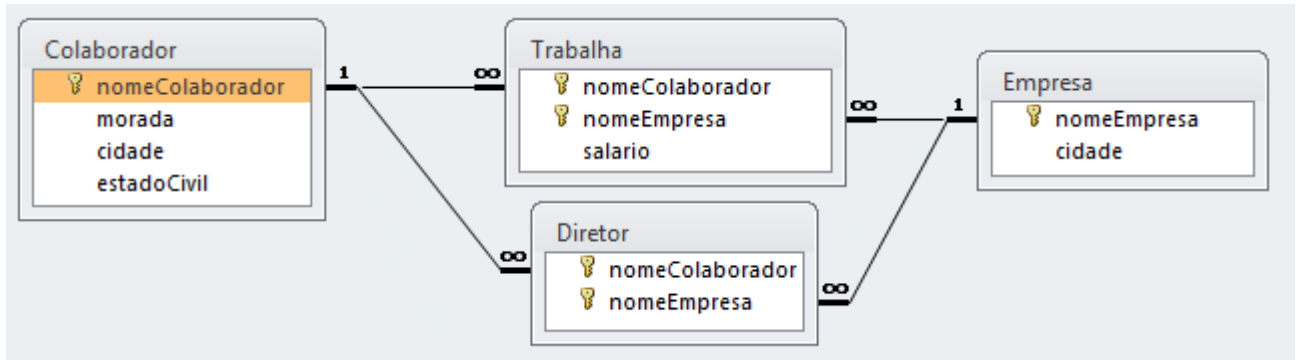 Colaborador
nomeColaborador
morada
cidade
estadoCivil
1
∞
Trabalha
nomeColaborador
nomeEmpresa
salario
∞
1
Empresa
nomeEmpresa
cidade
∞
Diretor
nomeColaborador
nomeEmpresa
∞